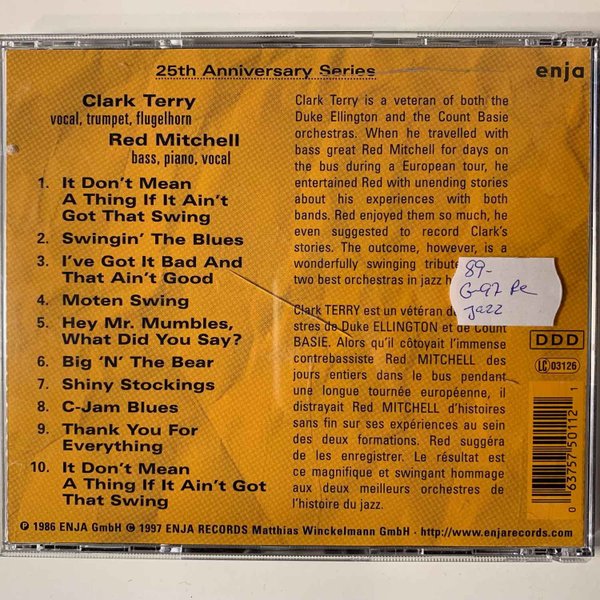 25th Anniversary Series
enja
Clark Terry
vocal, trumpet, flugelhorn
Red Mitchell
bass, piano, vocal
1. It Don't Mean
A Thing If It Ain't
Got That Swing
2. Swingin' The Blues
3. I've Got It Bad And
That Ain't Good
4. Moten Swing
5. Hey Mr. Mumbles,
What Did You Say?
6. Big 'N' The Bear
7. Shiny Stockings
8. C-Jam Blues
9. Thank You For
Everything
10. It Don't Mean
A Thing If It Ain't Got
That Swing
Clark Terry is a veteran of both the
Duke Ellington and the Count Basie
orchestras. When he travelled with
bass great Red Mitchell for days on
the bus during a European tour, he
entertained Red with unending stories
about his experiences with both
bands. Red enjoyed them so much, he
even suggested to record Clark's
stories. The outcome, however, is a
wonderfully swinging tribute
two best orchestras in jazz
Clark TERRY est un vétéran
stres de Duke ELLINGTON et de Count
BASIE. Alors qu'il côtoyait l'immense
contrebassiste Red MITCHELL des
jours entiers dans le bus pendant
une longue tournée européenne, il
distrayait Red MITCHELL d'histoires
sans fin sur ses expériences au sein
des deux formations. Red suggéra
de les enregistrer. Le résultat est
ce magnifique et swingant hommage
aux deux meilleurs orchestres de
l'histoire du jazz.
89-
G-97 Re
Jazz
DDD
LC 03126
0 63757 50112 1
℗ 1986 ENJA GmbH © 1997 ENJA RECORDS Matthias Winckelmann GmbH · http://www.enjarecords.com